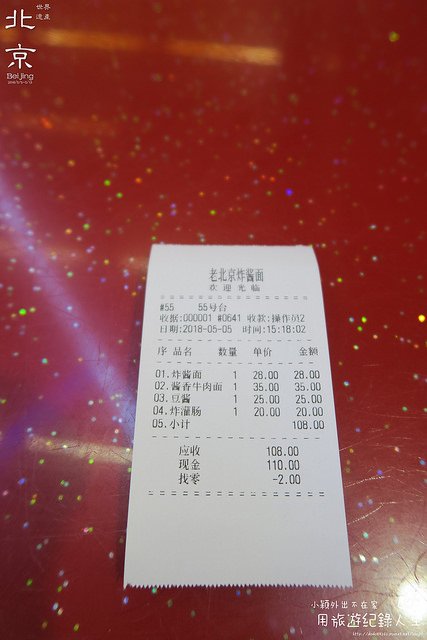 世界
遺產
北
京
BeiJing
老北京炸酱面
欢迎光临
#55 55号台
收据:000001 #0641 收款:操作员12
日期:2018-05-05 时间:15:18:02
序 品名 数量 单价 金额
01.炸酱面 1 28.00 28.00
02.酱香牛肉面 1 35.00 35.00
03.豆酱 1 25.00 25.00
04.炸灌肠 1 20.00 20.00
05.小计 108.00
应收 108.00
现金 110.00
找零 -2.00
小穎外出不在家
用旅遊紀錄人生